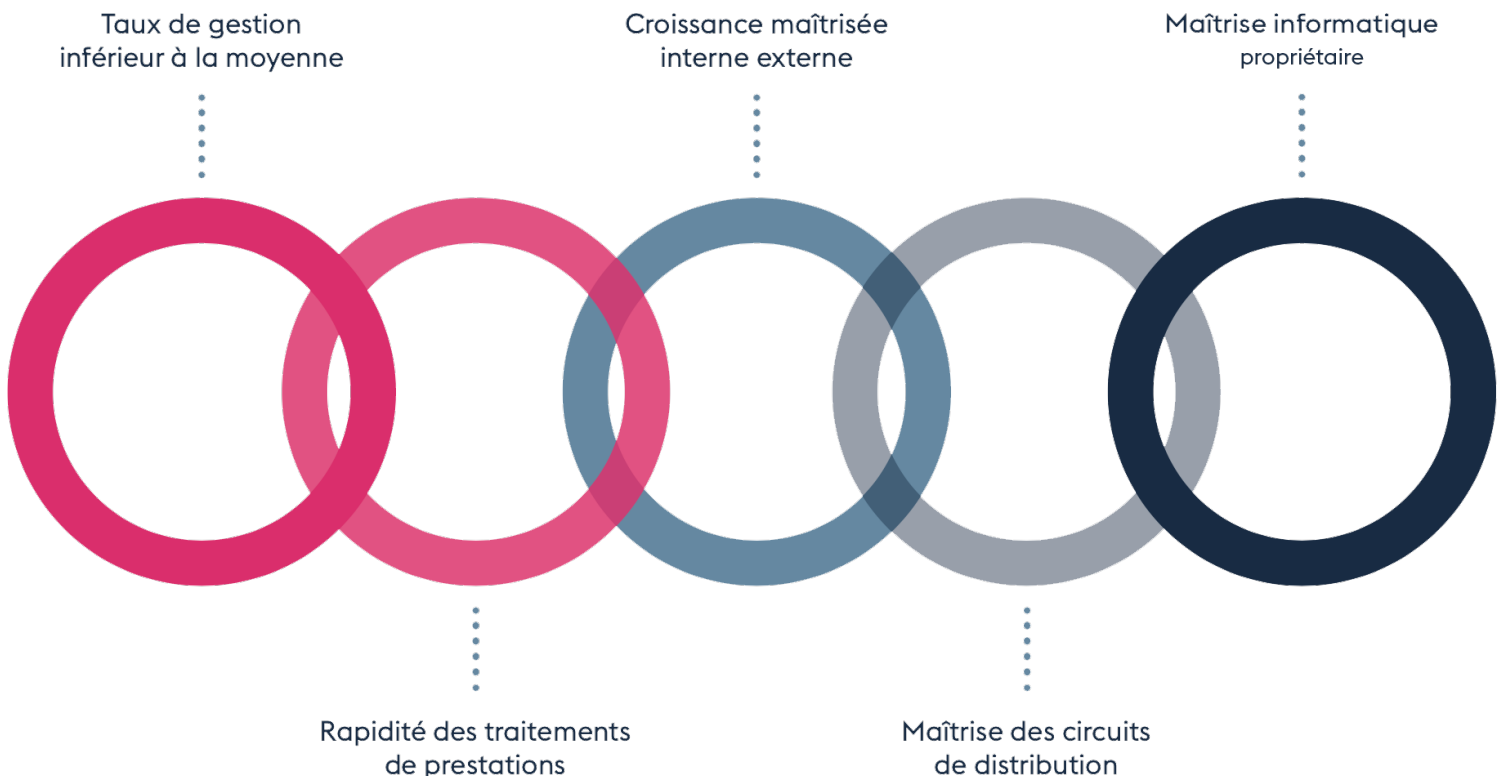 Taux de gestion
inférieur à la moyenne
Croissance maîtrisée
interne externe
Maîtrise informatique
propriétaire
Rapidité des traitements
de prestations
Maîtrise des circuits
de distribution